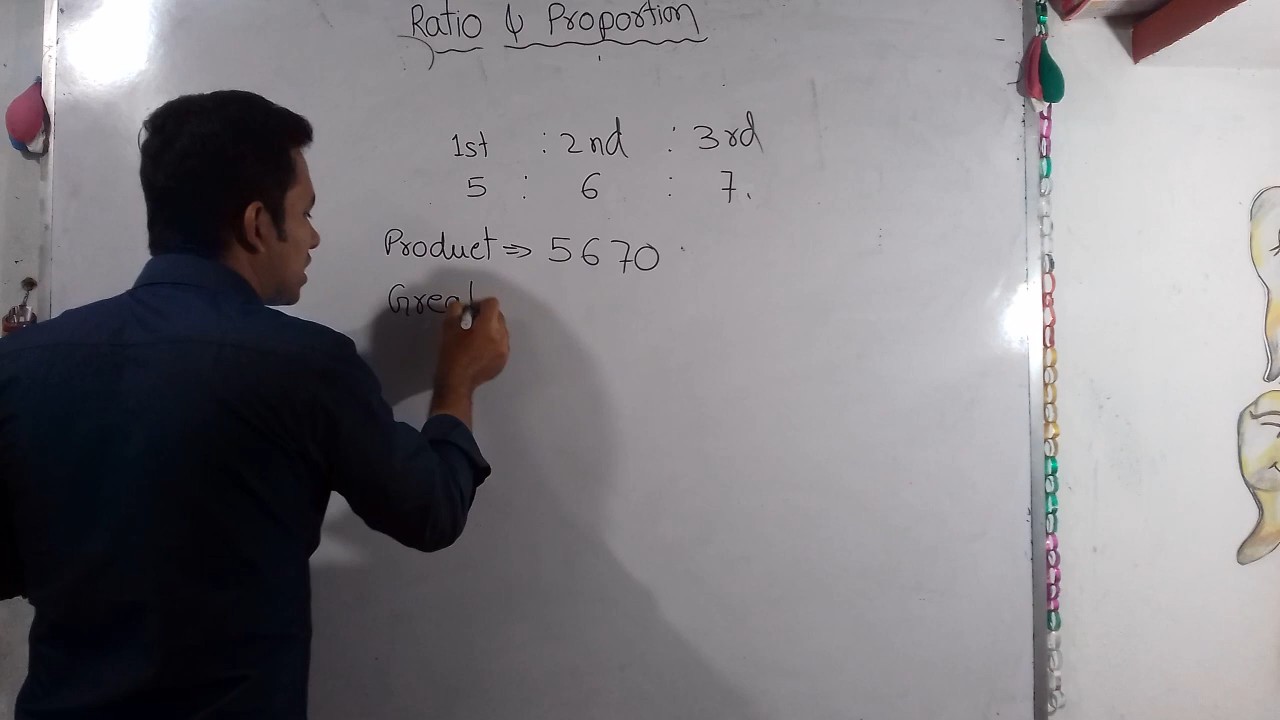 Ratio & Proportion
1st : 2nd : 3rd
5 : 6 : 7.
Product ⇒ 5670
Great